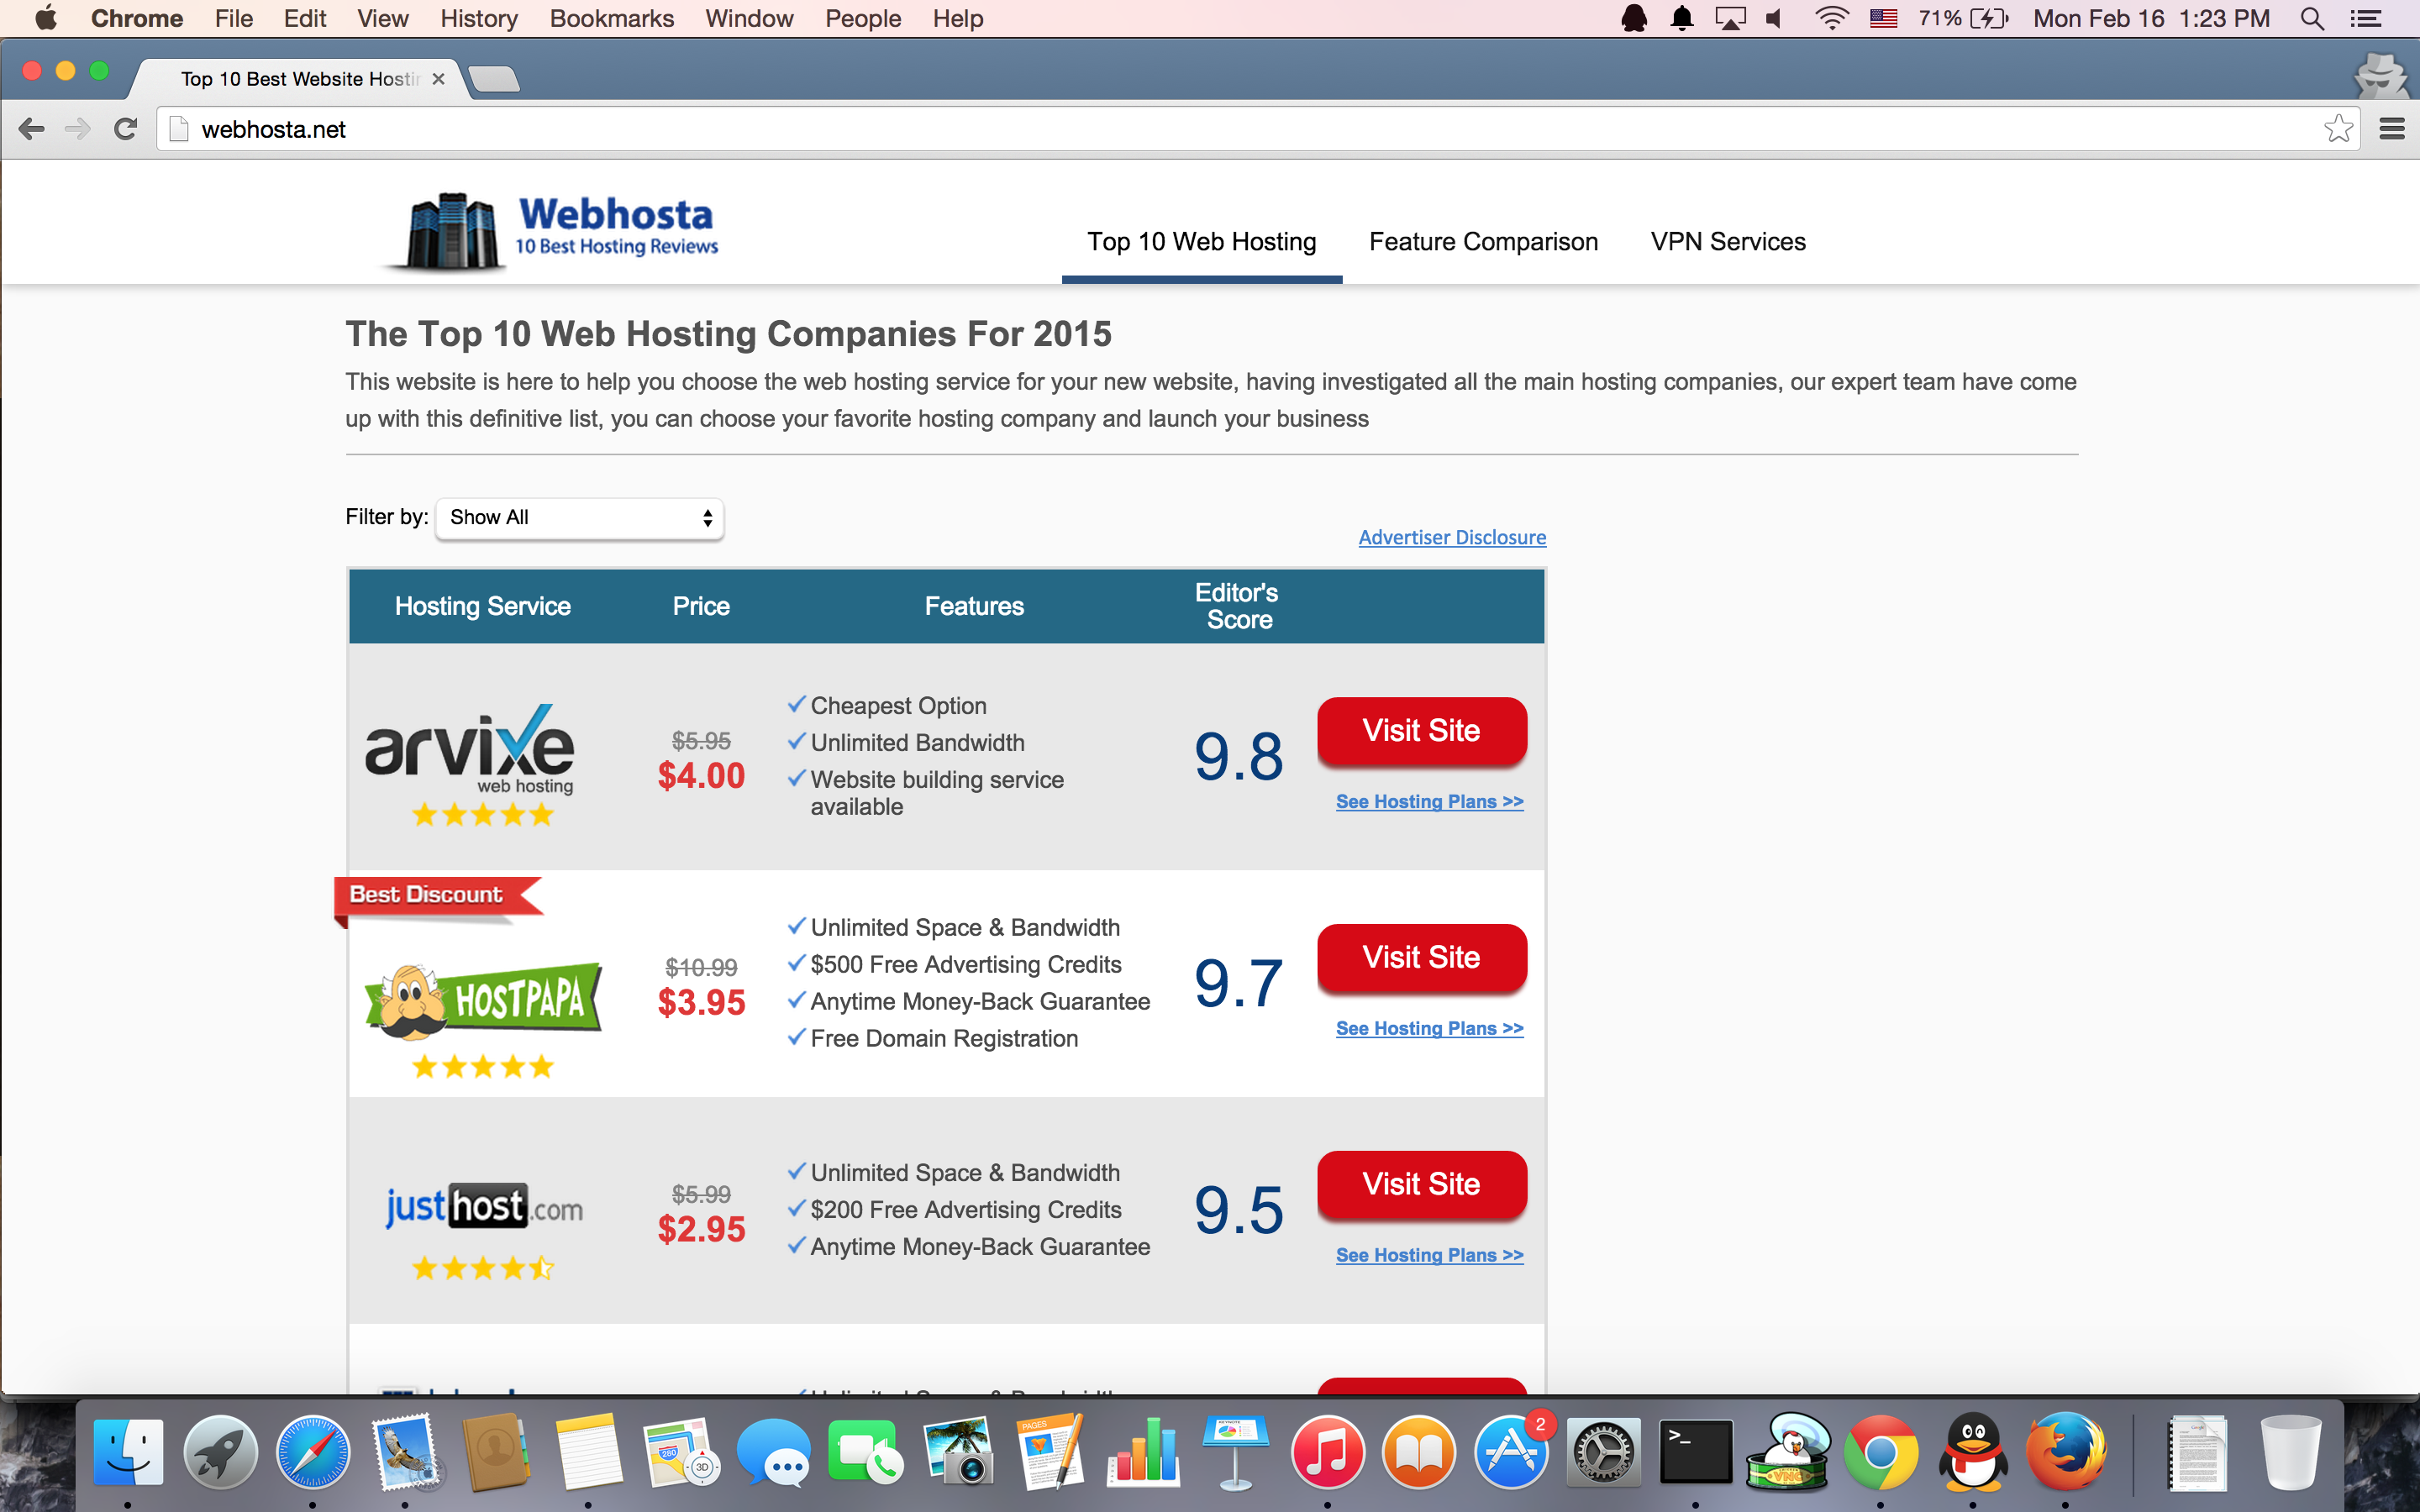 Chrome File Edit View History Bookmarks Window People Help 71% Mon Feb 16 1:23 PM
Top 10 Best Website Hostin
webhosta.net
Webhosta
10 Best Hosting Reviews
Top 10 Web Hosting Feature Comparison VPN Services
The Top 10 Web Hosting Companies For 2015
This website is here to help you choose the web hosting service for your new website, having investigated all the main hosting companies, our expert team have come
up with this definitive list, you can choose your favorite hosting company and launch your business
Filter by: Show All
Advertiser Disclosure
Hosting Service Price Features Editor's
Score
arvixe
web hosting
$5.95
$4.00
Cheapest Option
Unlimited Bandwidth
Website building service
available
9.8
Visit Site
See Hosting Plans >>
Best Discount
HOSTPAPA
$10.99
$3.95
Unlimited Space & Bandwidth
$500 Free Advertising Credits
Anytime Money-Back Guarantee
Free Domain Registration
9.7
Visit Site
See Hosting Plans >>
justhost.com
$5.99
$2.95
Unlimited Space & Bandwidth
$200 Free Advertising Credits
Anytime Money-Back Guarantee
9.5
Visit Site
See Hosting Plans >>
280
3D
PAGES
KEYNOTE
2
>_